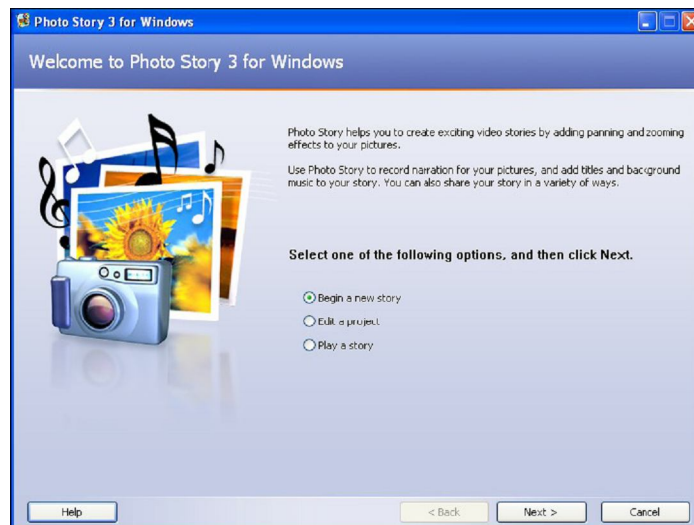 Photo Story 3 for Windows
Welcome to Photo Story 3 for Windows
Photo Story helps you to create exciting video stories by adding panning and zooming
effects to your pictures.
Use Photo Story to record narration for your pictures, and add titles and background
music to your story. You can also share your story in a variety of ways.
Select one of the following options, and then click Next.
Begin a new story
Edit a project
Play a story
Help
< Back
Next >
Cancel